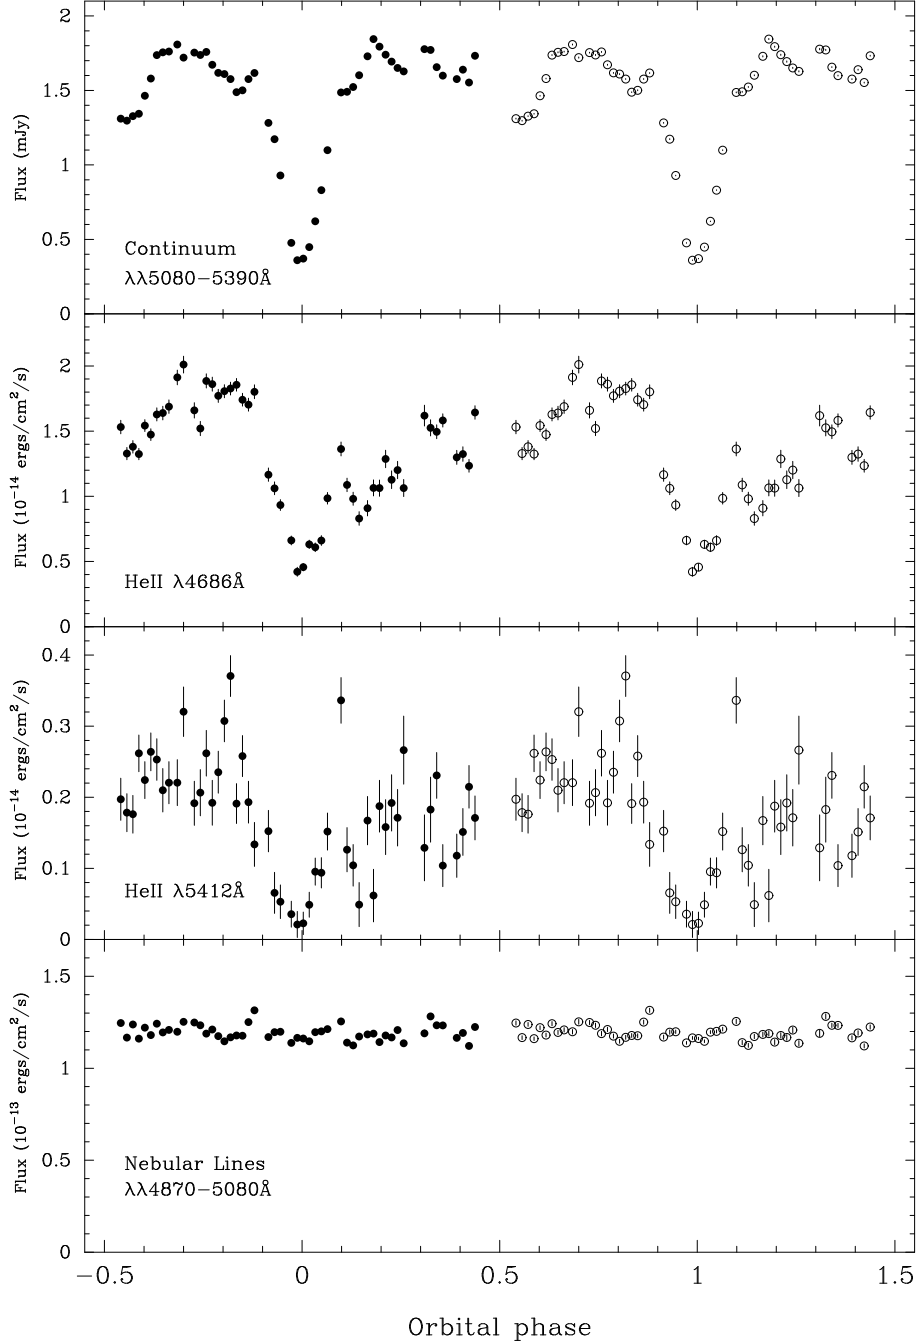 2
1.5
1
0.5
0
Flux (mJy)
Continuum
λλ5080−5390Å
2
1.5
1
0.5
0
Flux (10⁻¹⁴ ergs/cm²/s)
HeII λ4686Å
0.4
0.3
0.2
0.1
0
Flux (10⁻¹⁴ ergs/cm²/s)
HeII λ5412Å
1.5
1
0.5
0
Flux (10⁻¹³ ergs/cm²/s)
Nebular Lines
λλ4870−5080Å
−0.5 0 0.5 1 1.5
Orbital phase